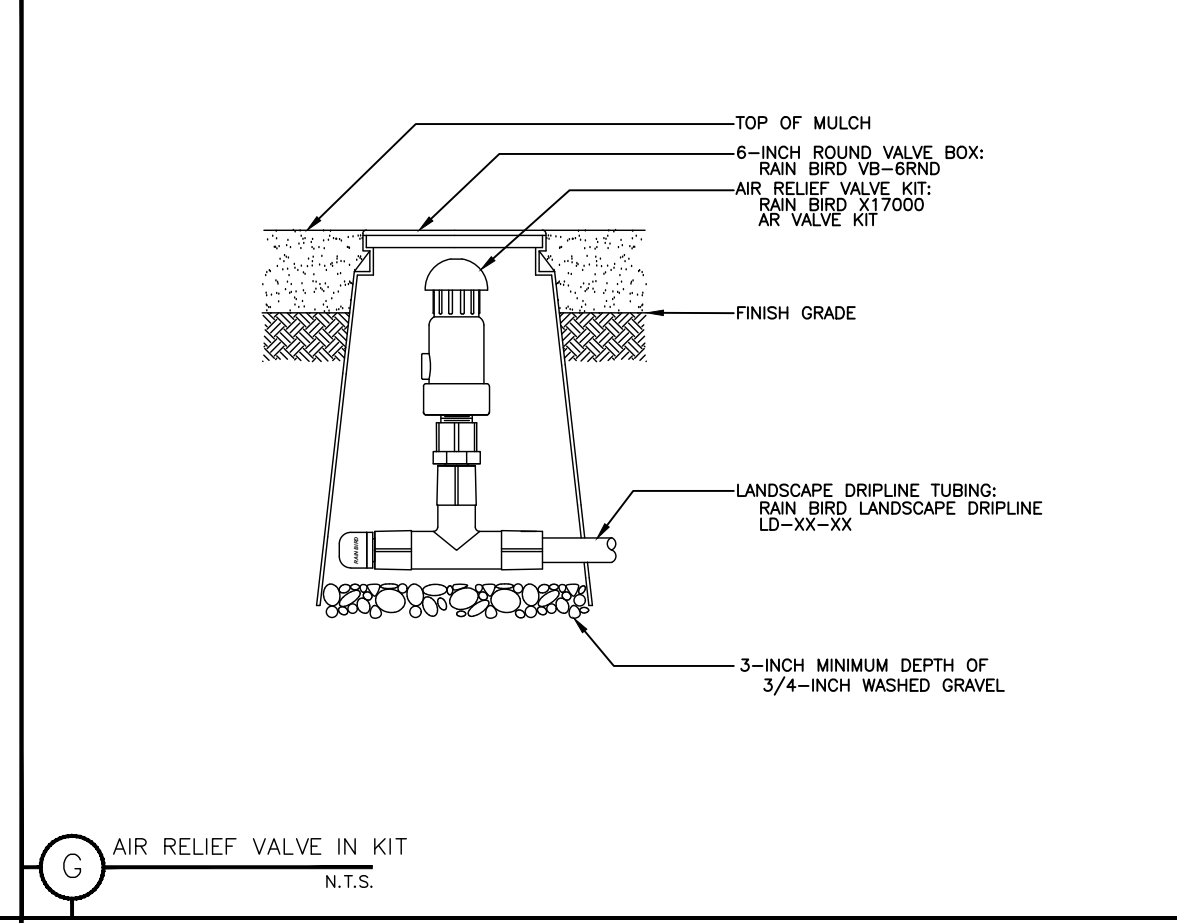 TOP OF MULCH
6-INCH ROUND VALVE BOX:
RAIN BIRD VB-6RND
AIR RELIEF VALVE KIT:
RAIN BIRD X17000
AR VALVE KIT
FINISH GRADE
LANDSCAPE DRIPLINE TUBING:
RAIN BIRD LANDSCAPE DRIPLINE
LD-XX-XX
RAIN BIRD
3-INCH MINIMUM DEPTH OF
3/4-INCH WASHED GRAVEL
G
AIR RELIEF VALVE IN KIT
N.T.S.